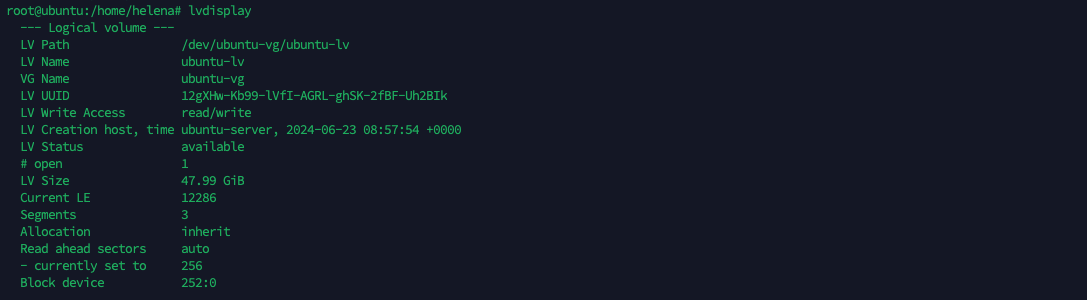 root@ubuntu:/home/helena# lvdisplay
  --- Logical volume ---
  LV Path                /dev/ubuntu-vg/ubuntu-lv
  LV Name                ubuntu-lv
  VG Name                ubuntu-vg
  LV UUID                12gXHw-Kb99-lVfI-AGRL-ghSK-2fBF-Uh2BIk
  LV Write Access        read/write
  LV Creation host, time ubuntu-server, 2024-06-23 08:57:54 +0000
  LV Status              available
  # open                 1
  LV Size                47.99 GiB
  Current LE             12286
  Segments               3
  Allocation             inherit
  Read ahead sectors     auto
  - currently set to     256
  Block device           252:0